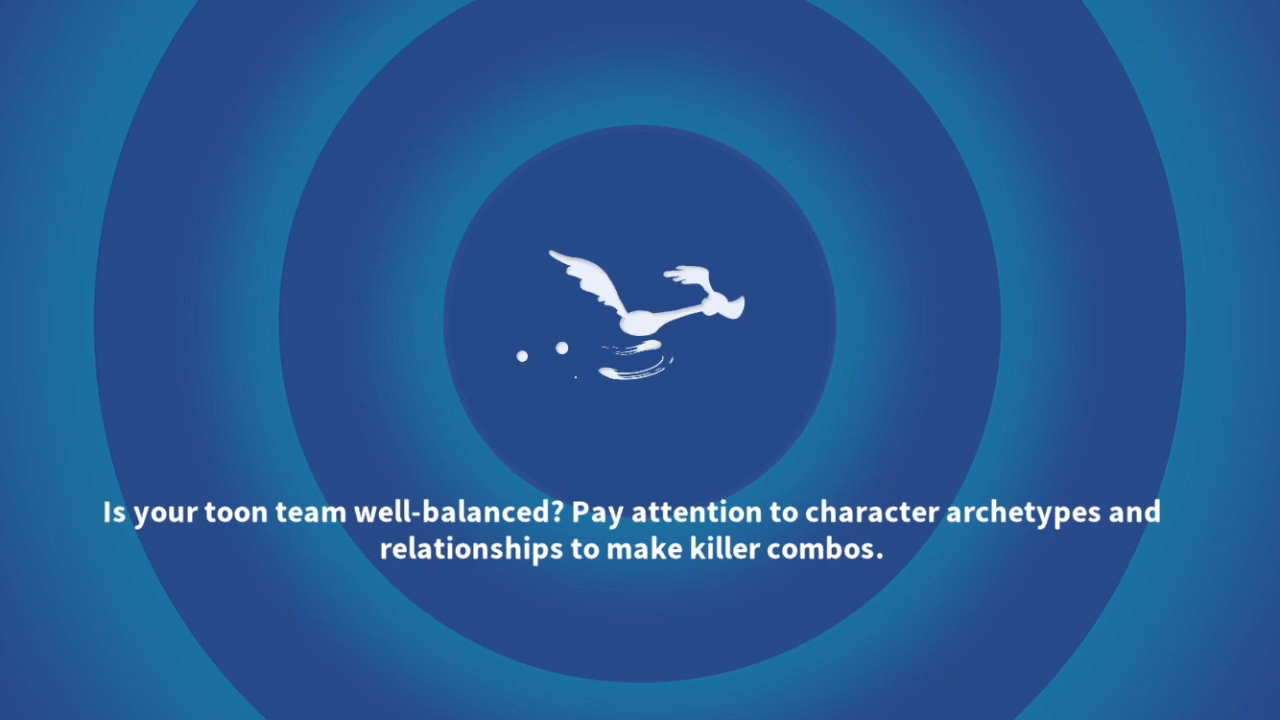 Is your toon team well-balanced? Pay attention to character archetypes and
relationships to make killer combos.